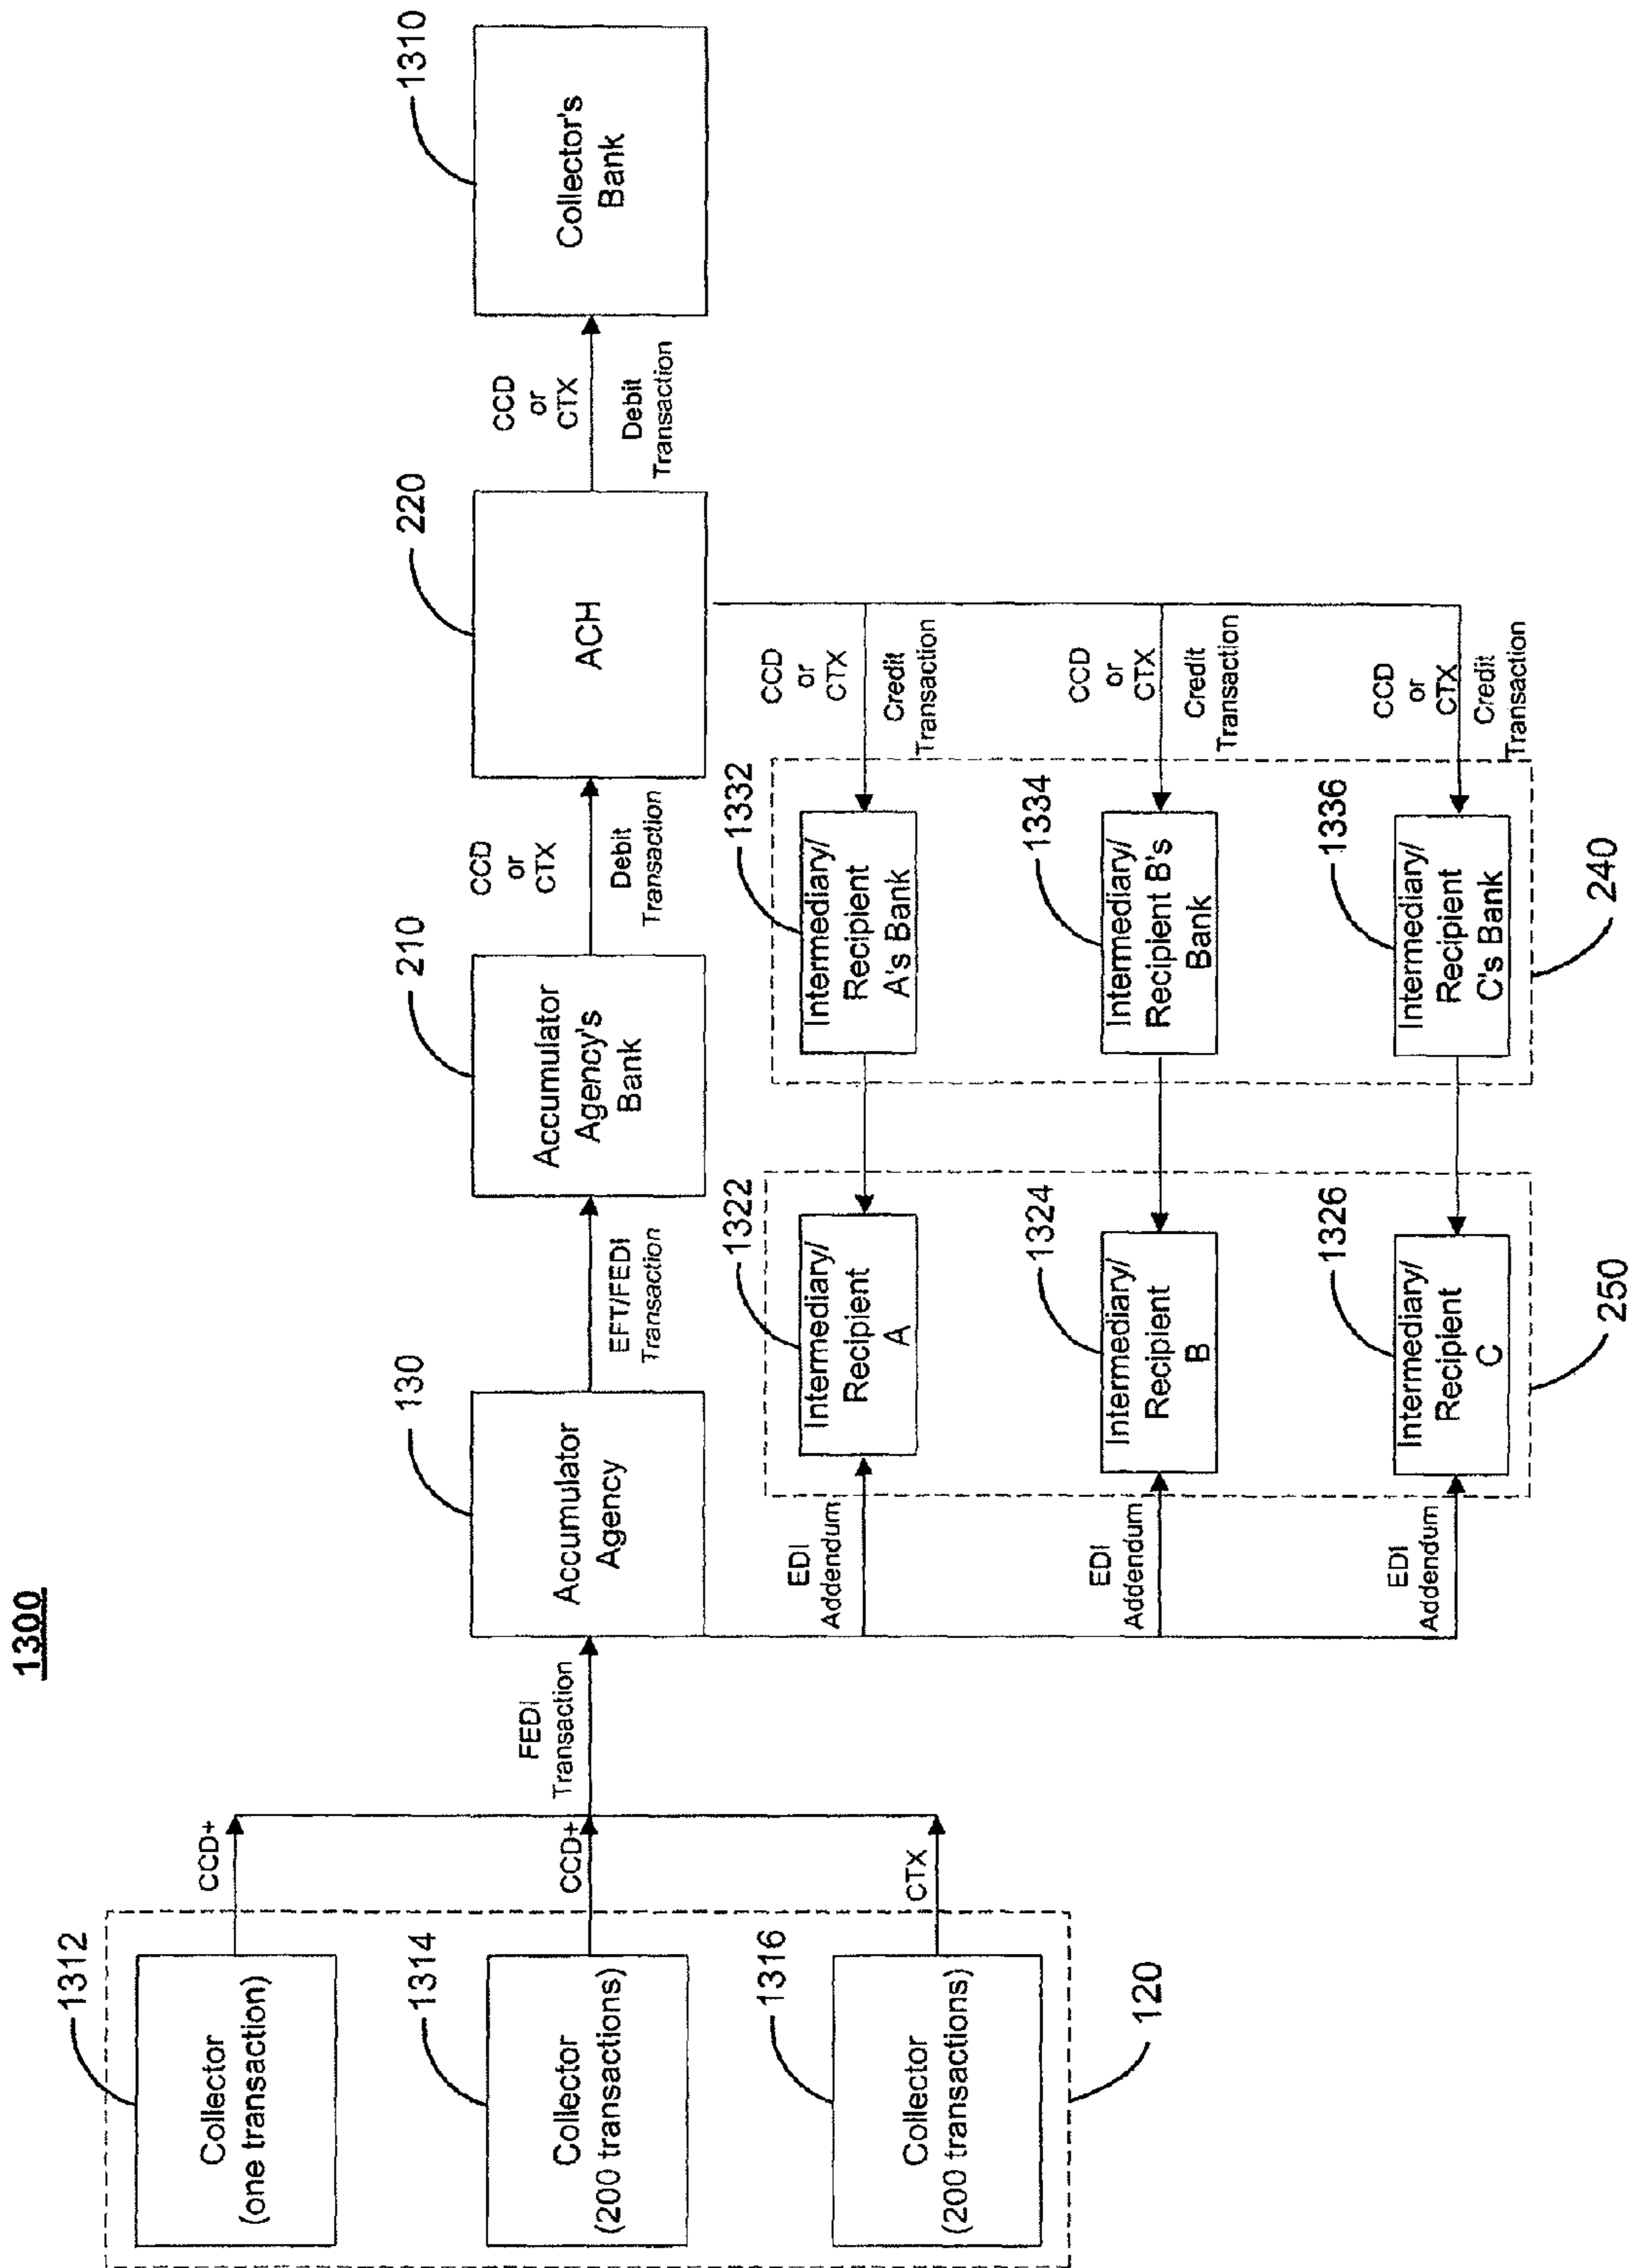 1300
1312
Collector
(one transaction)
CCD+
1314
Collector
(200 transactions)
CCD+
1316
Collector
(200 transactions)
CTX
120
FEDI
Transaction
130
Accumulator
Agency
EFT/FEDI
Transaction
210
Accumulator
Agency's
Bank
CCD
or
CTX
Debit
Transaction
220
ACH
CCD
or
CTX
Debit
Transaction
1310
Collector's
Bank
EDI
Addendum
1322
Intermediary/
Recipient
A
1332
Intermediary/
Recipient
A's Bank
CCD
or
CTX
Credit
Transaction
EDI
Addendum
1324
Intermediary/
Recipient
B
1334
Intermediary/
Recipient B's
Bank
CCD
or
CTX
Credit
Transaction
EDI
Addendum
1326
Intermediary/
Recipient
C
1336
Intermediary/
Recipient
C's Bank
CCD
or
CTX
Credit
Transaction
250
240